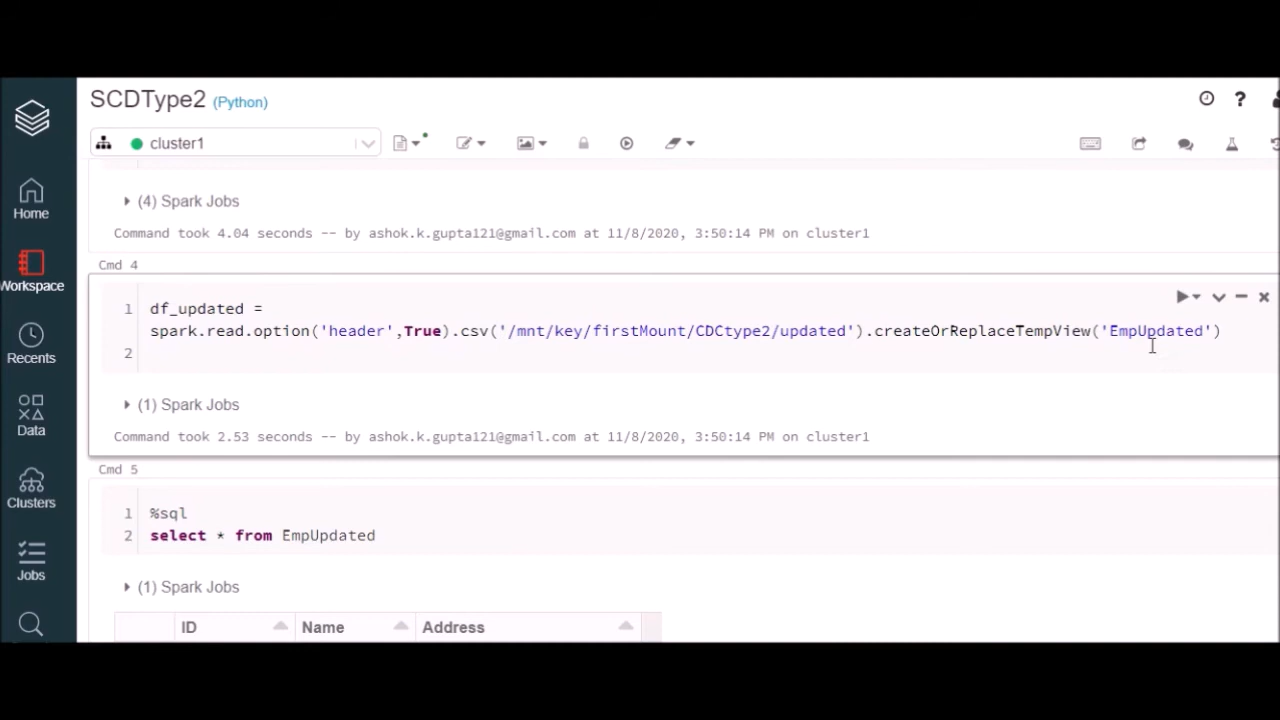 SCDType2 (Python)
cluster1
Home
Workspace
Recents
Data
Clusters
Jobs
(4) Spark Jobs
Command took 4.04 seconds -- by ashok.k.gupta121@gmail.com at 11/8/2020, 3:50:14 PM on cluster1
Cmd 4
1 df_updated =
spark.read.option('header',True).csv('/mnt/key/firstMount/CDCtype2/updated').createOrReplaceTempView('EmpUpdated')
2
(1) Spark Jobs
Command took 2.53 seconds -- by ashok.k.gupta121@gmail.com at 11/8/2020, 3:50:14 PM on cluster1
Cmd 5
1 %sql
2 select * from EmpUpdated
(1) Spark Jobs
ID Name Address